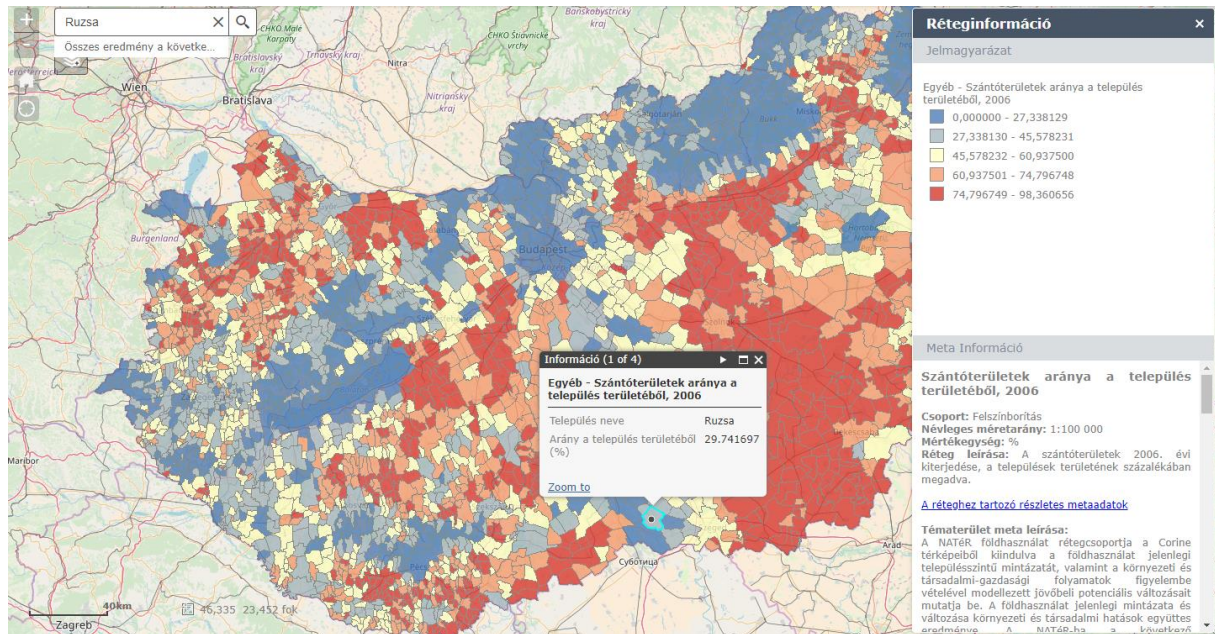 Ruzsa
Összes eredmény a követke...
CHKO Malé
Karpaty
Bratislavský
kraj
Trnavský kraj
Nitra
Nitriansky
kraj
Banskobystrický
kraj
CHKO Štiavnické
vrchy
Wien
Bratislava
Burgenland
Budapest
Maribor
Zagreb
Суботица
Arad
40km
46,335 23,452 fok
Információ (1 of 4)
Egyéb - Szántóterületek aránya a
település területéből, 2006
Település neve Ruzsa
Arány a település területéből 29.741697
(%)
Zoom to
Réteginformáció
Jelmagyarázat
Egyéb - Szántóterületek aránya a település
területéből, 2006
0,000000 - 27,338129
27,338130 - 45,578231
45,578232 - 60,937500
60,937501 - 74,796748
74,796749 - 98,360656
Meta Információ
Szántóterületek aránya a település
területéből, 2006
Csoport: Felszínborítás
Névleges méretarány: 1:100 000
Mértékegység: %
Réteg leírása: A szántóterületek 2006. évi
kiterjedése, a települések területének százalékában
megadva.
A réteghez tartozó részletes metaadatok
Tématerület meta leírása:
A NATéR földhasználat rétegcsoportja a Corine
térképeiből kiindulva a földhasználat jelenlegi
településszintű mintázatát, valamint a környezeti és
társadalmi-gazdasági folyamatok figyelembe
vételével modellezett jövőbeli potenciális változásait
mutatja be. A földhasználat jelenlegi mintázata és
változása környezeti és társadalmi hatások együttes
eredménye. A NATéR-ba a következő